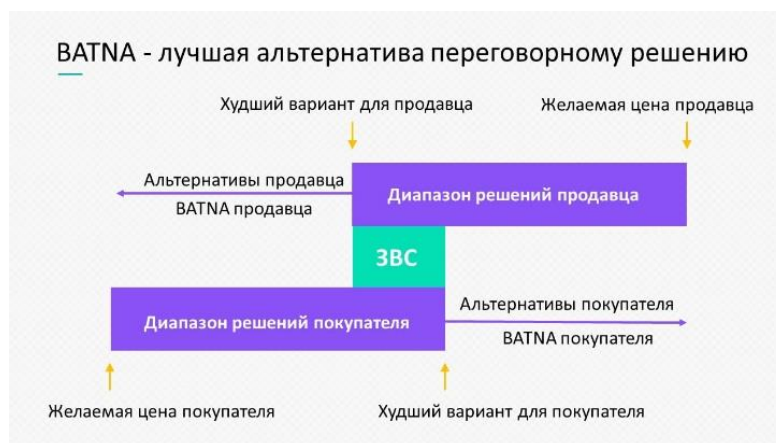 BATNA - лучшая альтернатива переговорному решению
Худший вариант для продавца
Желаемая цена продавца
Альтернативы продавца
BATNA продавца
Диапазон решений продавца
ЗВС
Диапазон решений покупателя
Альтернативы покупателя
BATNA покупателя
Желаемая цена покупателя
Худший вариант для покупателя